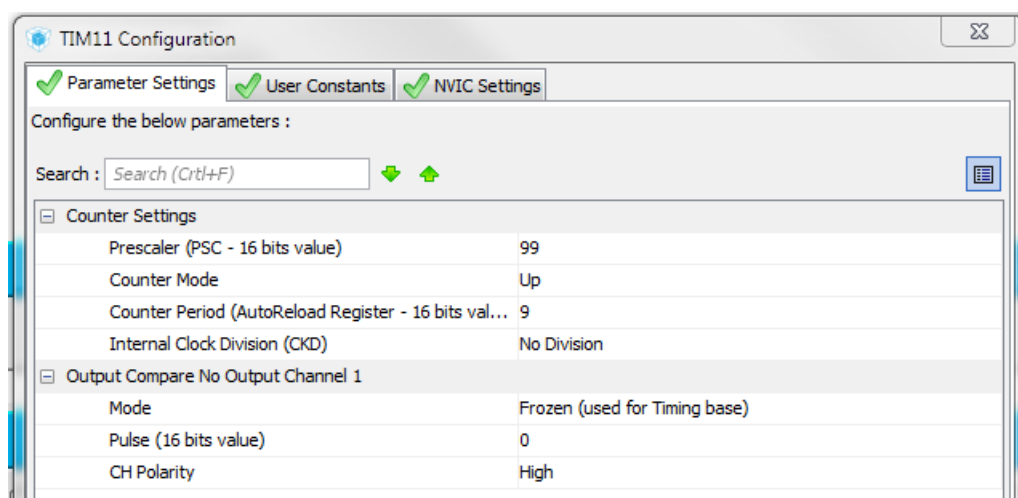 TIM11 Configuration
Parameter Settings User Constants NVIC Settings
Configure the below parameters :
Search : Search (Crtl+F)
Counter Settings
Prescaler (PSC - 16 bits value) 99
Counter Mode Up
Counter Period (AutoReload Register - 16 bits val... 9
Internal Clock Division (CKD) No Division
Output Compare No Output Channel 1
Mode Frozen (used for Timing base)
Pulse (16 bits value) 0
CH Polarity High